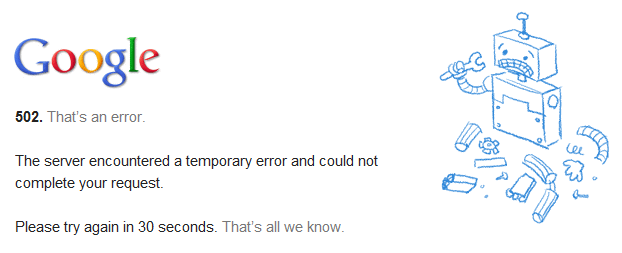 Google
502. That's an error.
The server encountered a temporary error and could not
complete your request.
Please try again in 30 seconds. That's all we know.